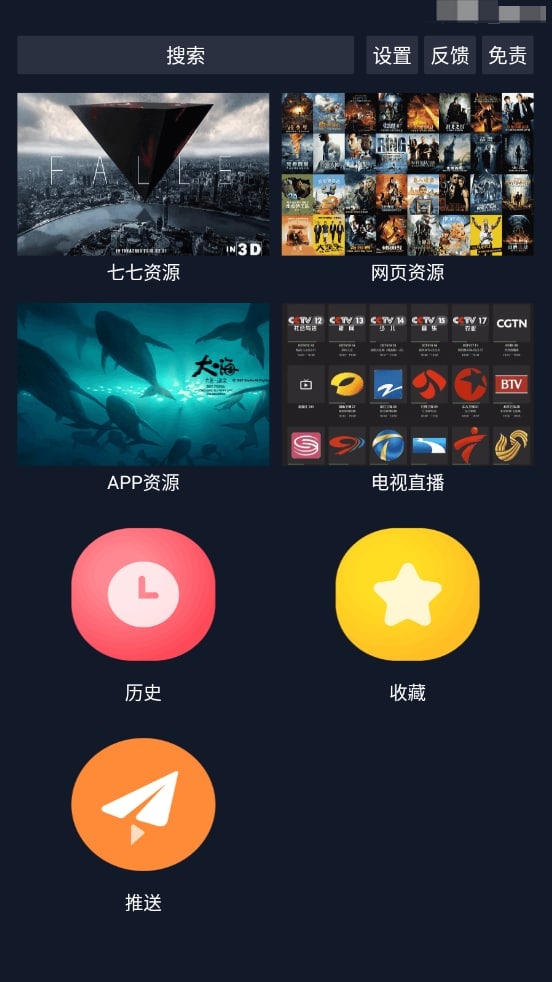 搜索
设置
反馈
免责
FALLE
IN 3D
七七资源
网页资源
大海
CCTV 12
CCTV 13
CCTV 14
CCTV 15
CCTV 17
CGTN
BTV
APP资源
电视直播
历史
收藏
推送